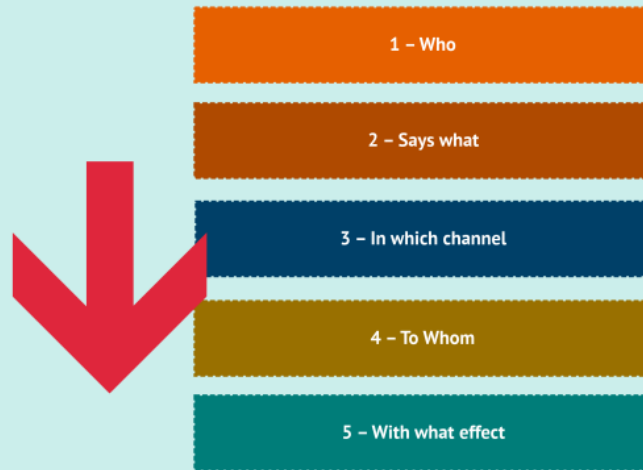 1 – Who
2 – Says what
3 – In which channel
4 – To Whom
5 – With what effect